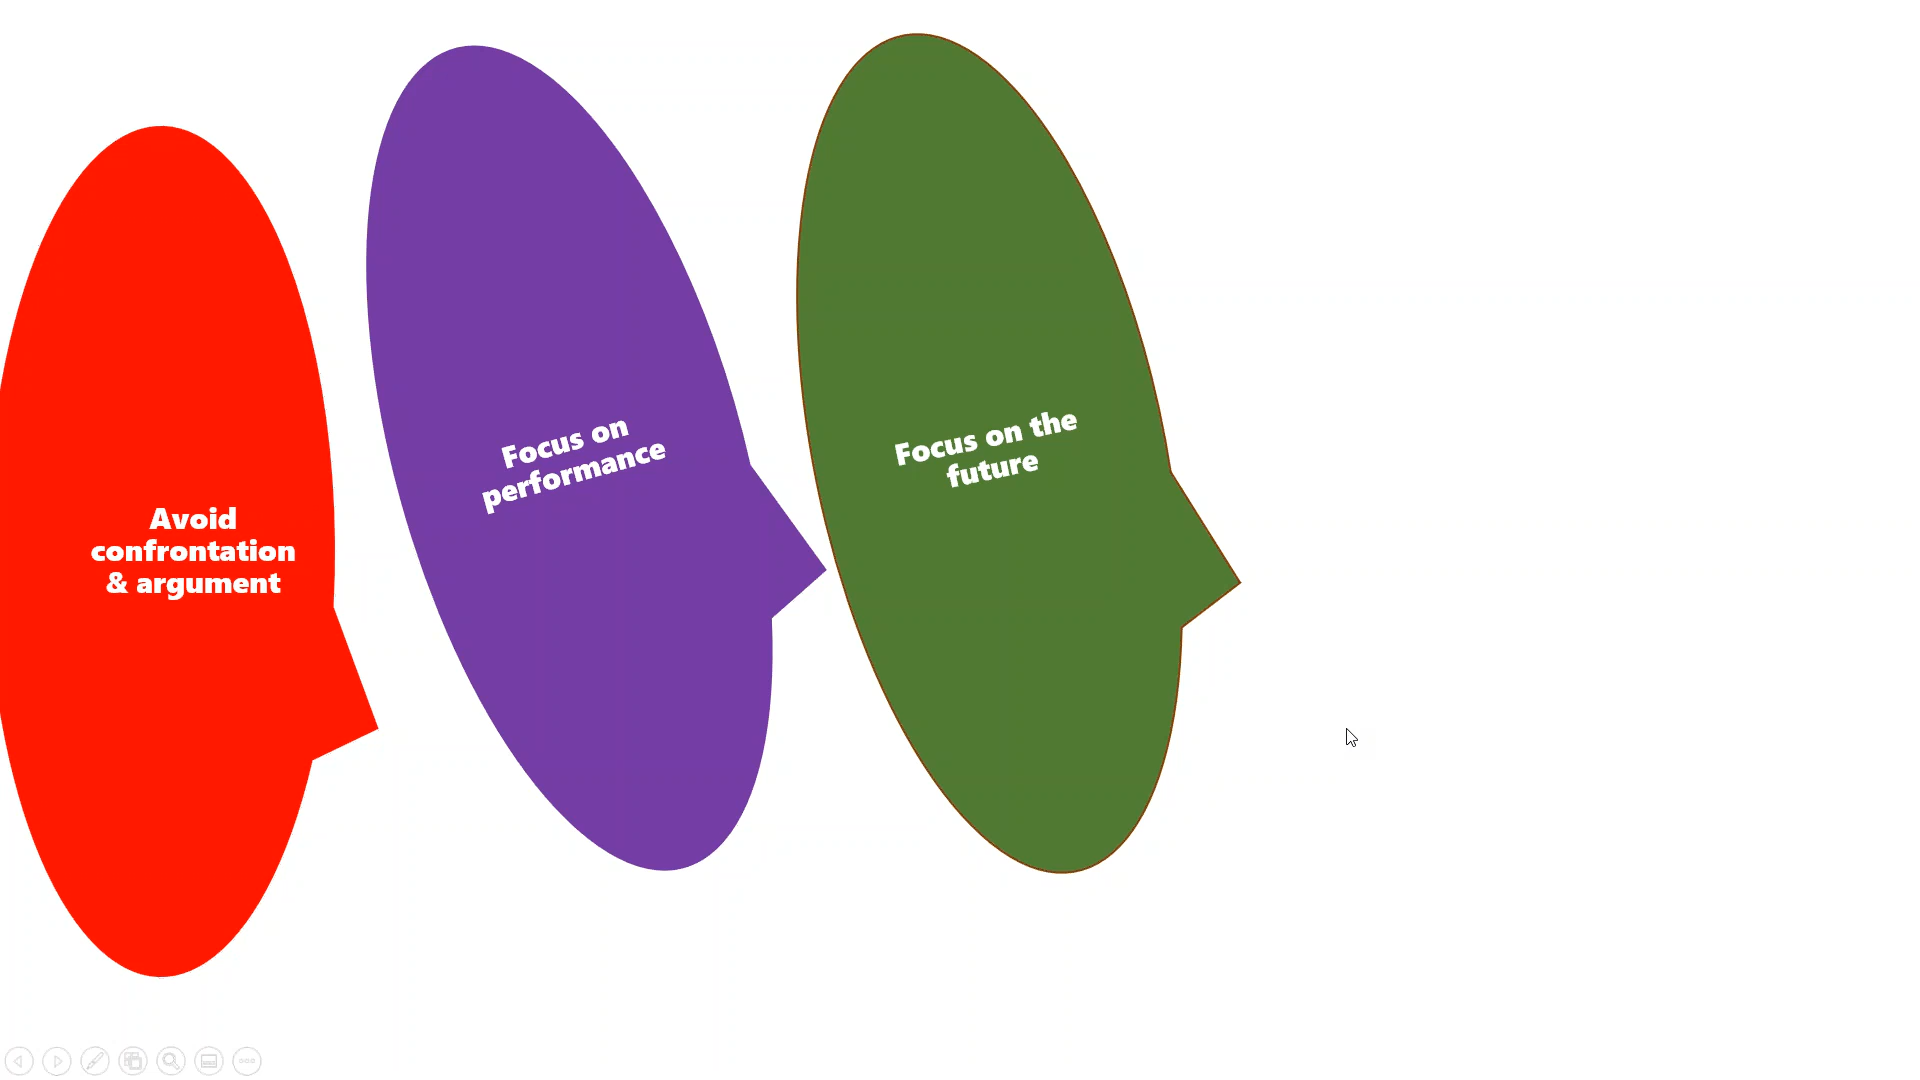 Avoid
confrontation
& argument
Focus on
performance
Focus on the
future